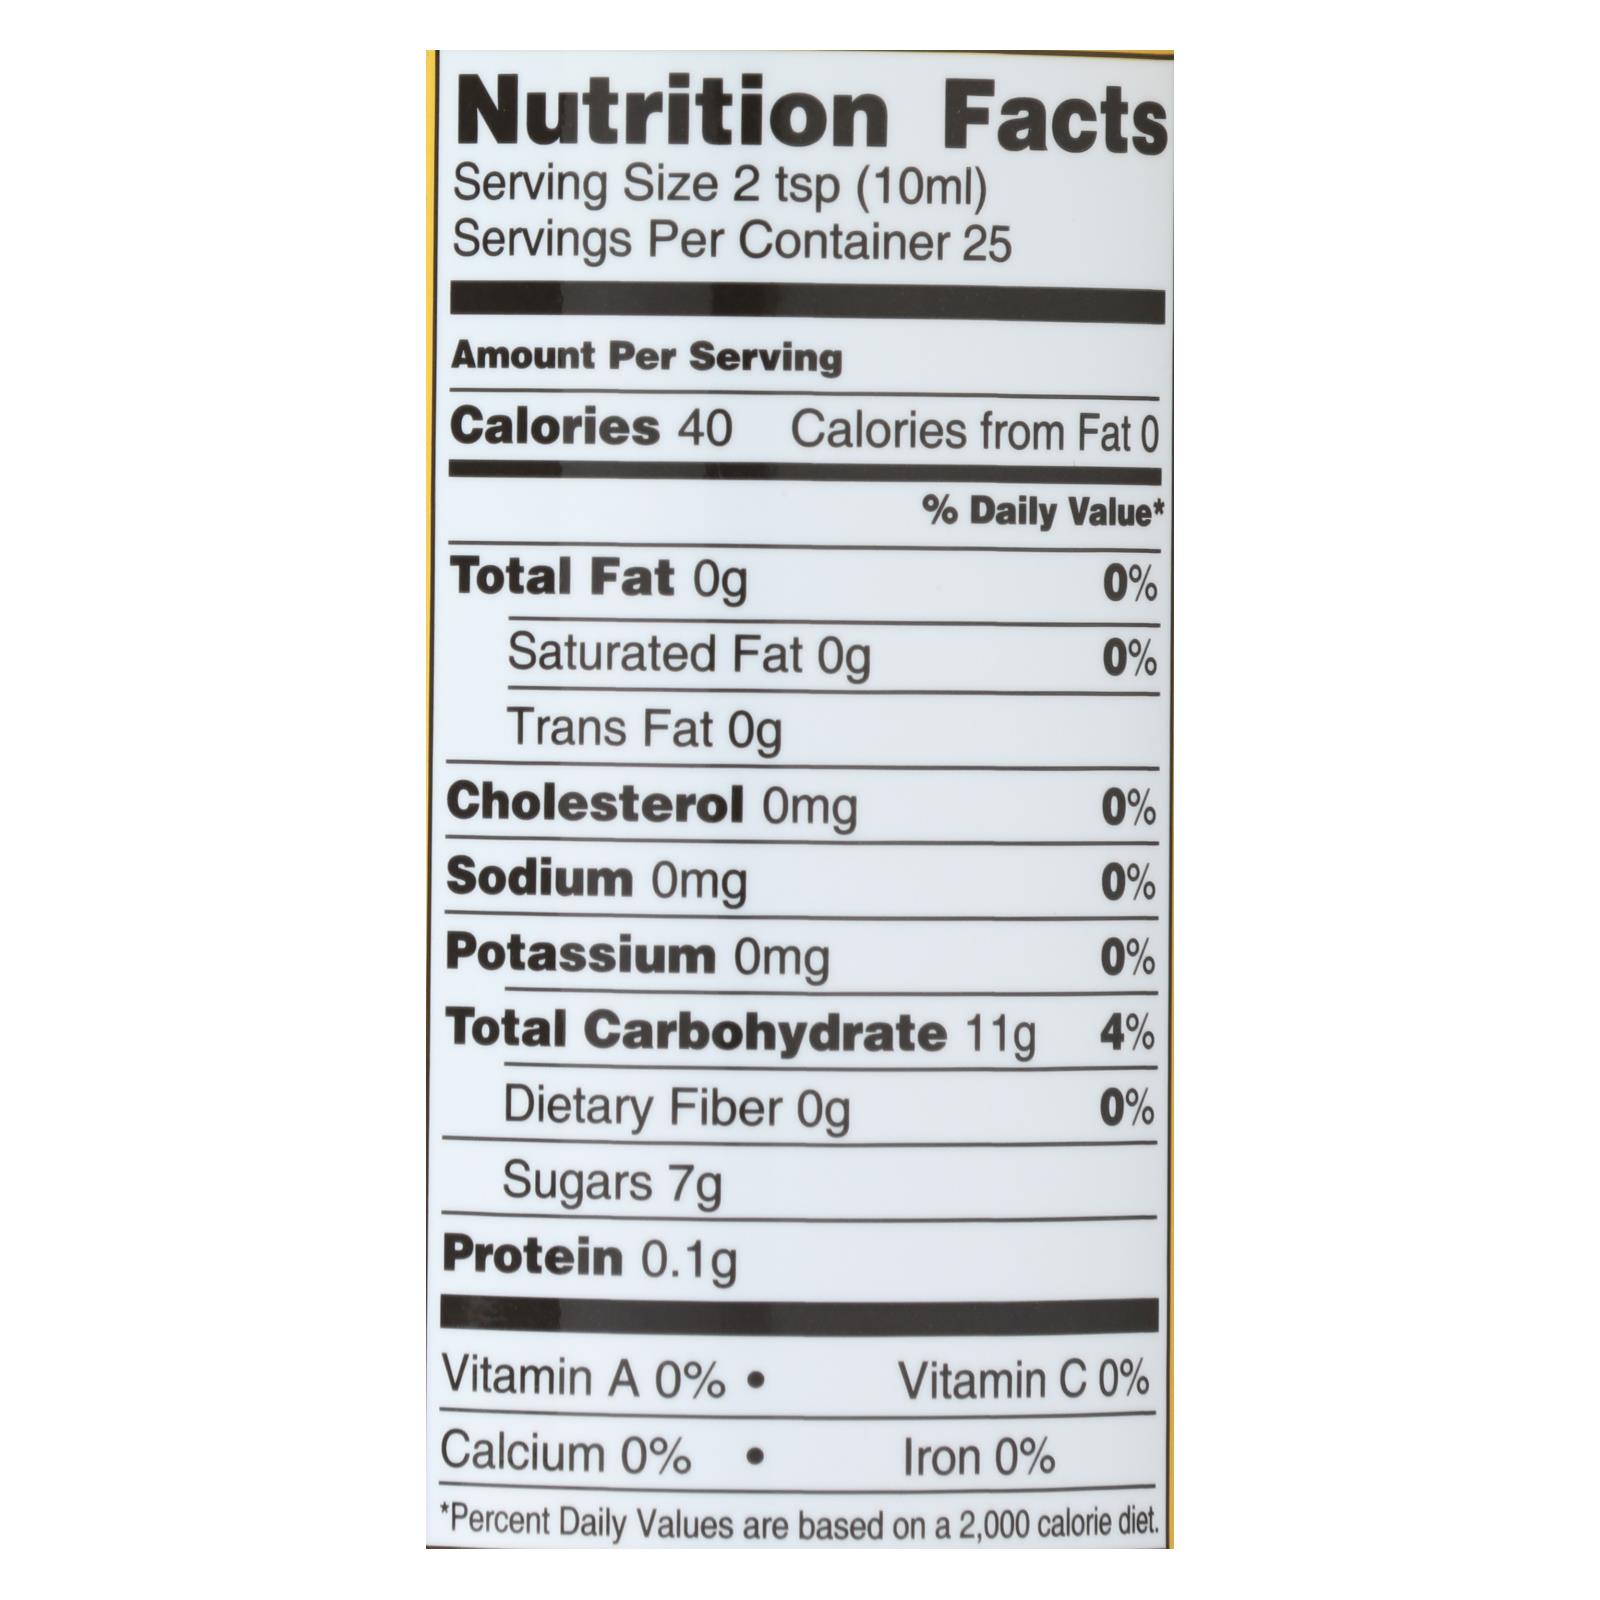 Nutrition Facts
Serving Size 2 tsp (10ml)
Servings Per Container 25
Amount Per Serving
Calories 40 Calories from Fat 0
% Daily Value*
Total Fat 0g 0%
Saturated Fat 0g 0%
Trans Fat 0g
Cholesterol 0mg 0%
Sodium 0mg 0%
Potassium 0mg 0%
Total Carbohydrate 11g 4%
Dietary Fiber 0g 0%
Sugars 7g
Protein 0.1g
Vitamin A 0% • Vitamin C 0%
Calcium 0% • Iron 0%
*Percent Daily Values are based on a 2,000 calorie diet.